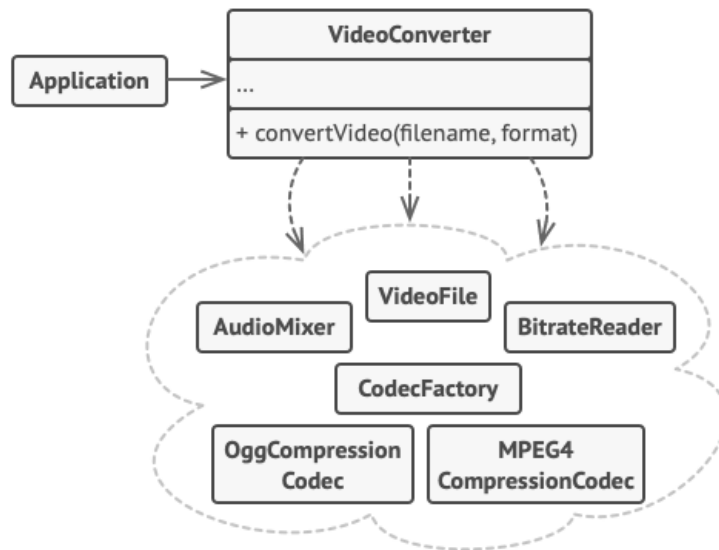 VideoConverter
Application
...
+ convertVideo(filename, format)
VideoFile
AudioMixer
BitrateReader
CodecFactory
OggCompression
Codec
MPEG4
CompressionCodec